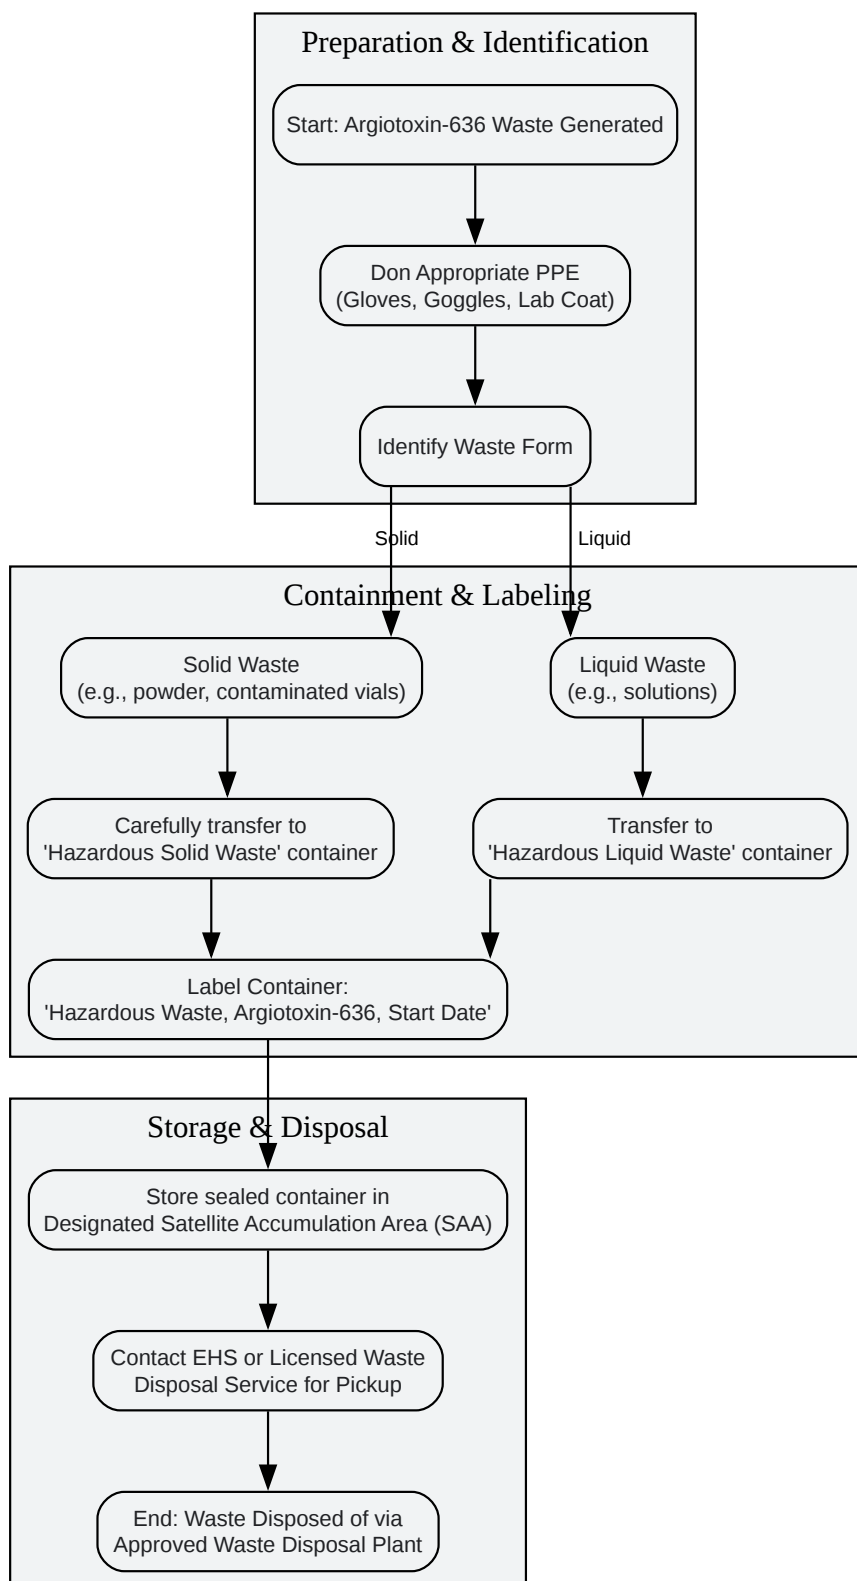 Preparation & Identification
Start: Argiotoxin-636 Waste Generated
Don Appropriate PPE
(Gloves, Goggles, Lab Coat)
Identify Waste Form
Solid
Liquid
Containment & Labeling
Solid Waste
(e.g., powder, contaminated vials)
Liquid Waste
(e.g., solutions)
Carefully transfer to
'Hazardous Solid Waste' container
Transfer to
'Hazardous Liquid Waste' container
Label Container:
'Hazardous Waste, Argiotoxin-636, Start Date'
Storage & Disposal
Store sealed container in
Designated Satellite Accumulation Area (SAA)
Contact EHS or Licensed Waste
Disposal Service for Pickup
End: Waste Disposed of via
Approved Waste Disposal Plant